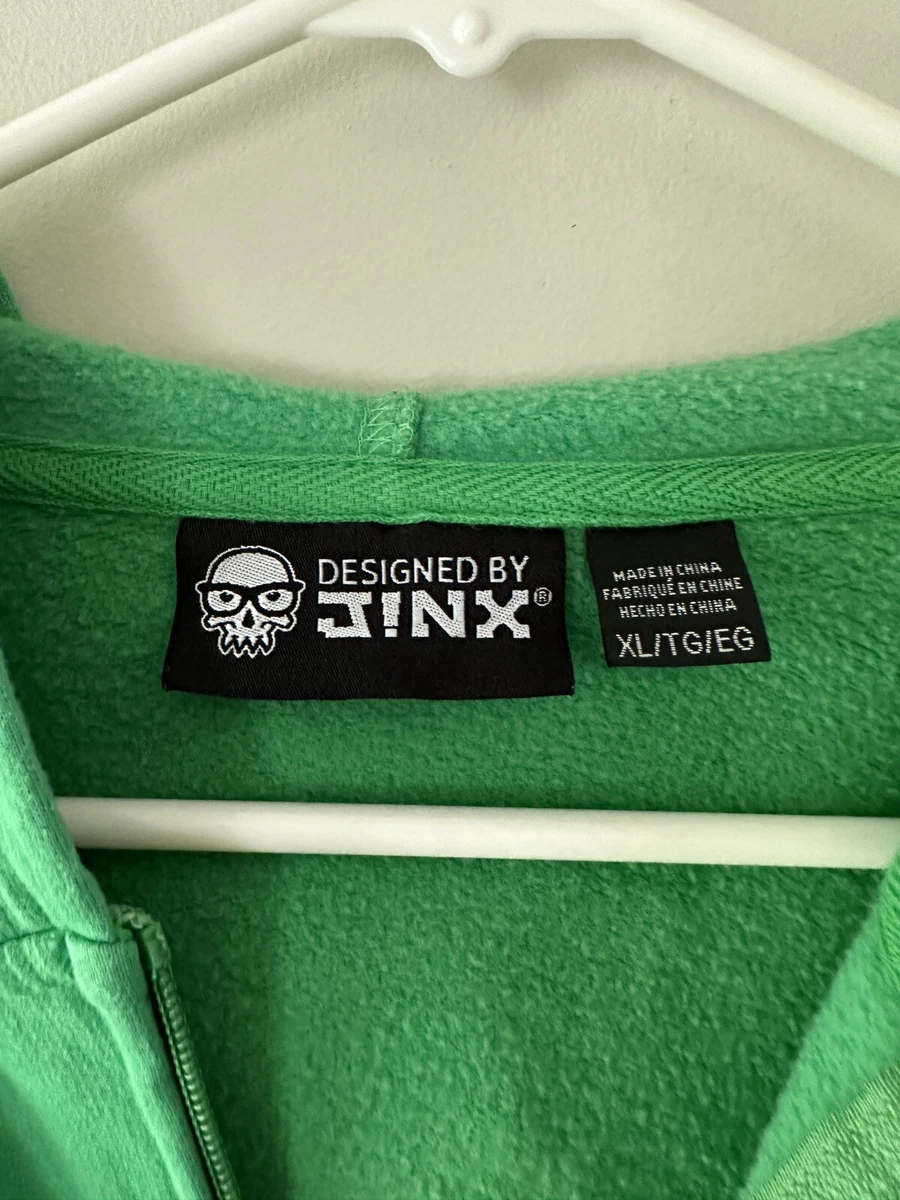 DESIGNED BY
J!NX®
MADE IN CHINA
FABRIQUÉ EN CHINE
HECHO EN CHINA
XL/TG/EG